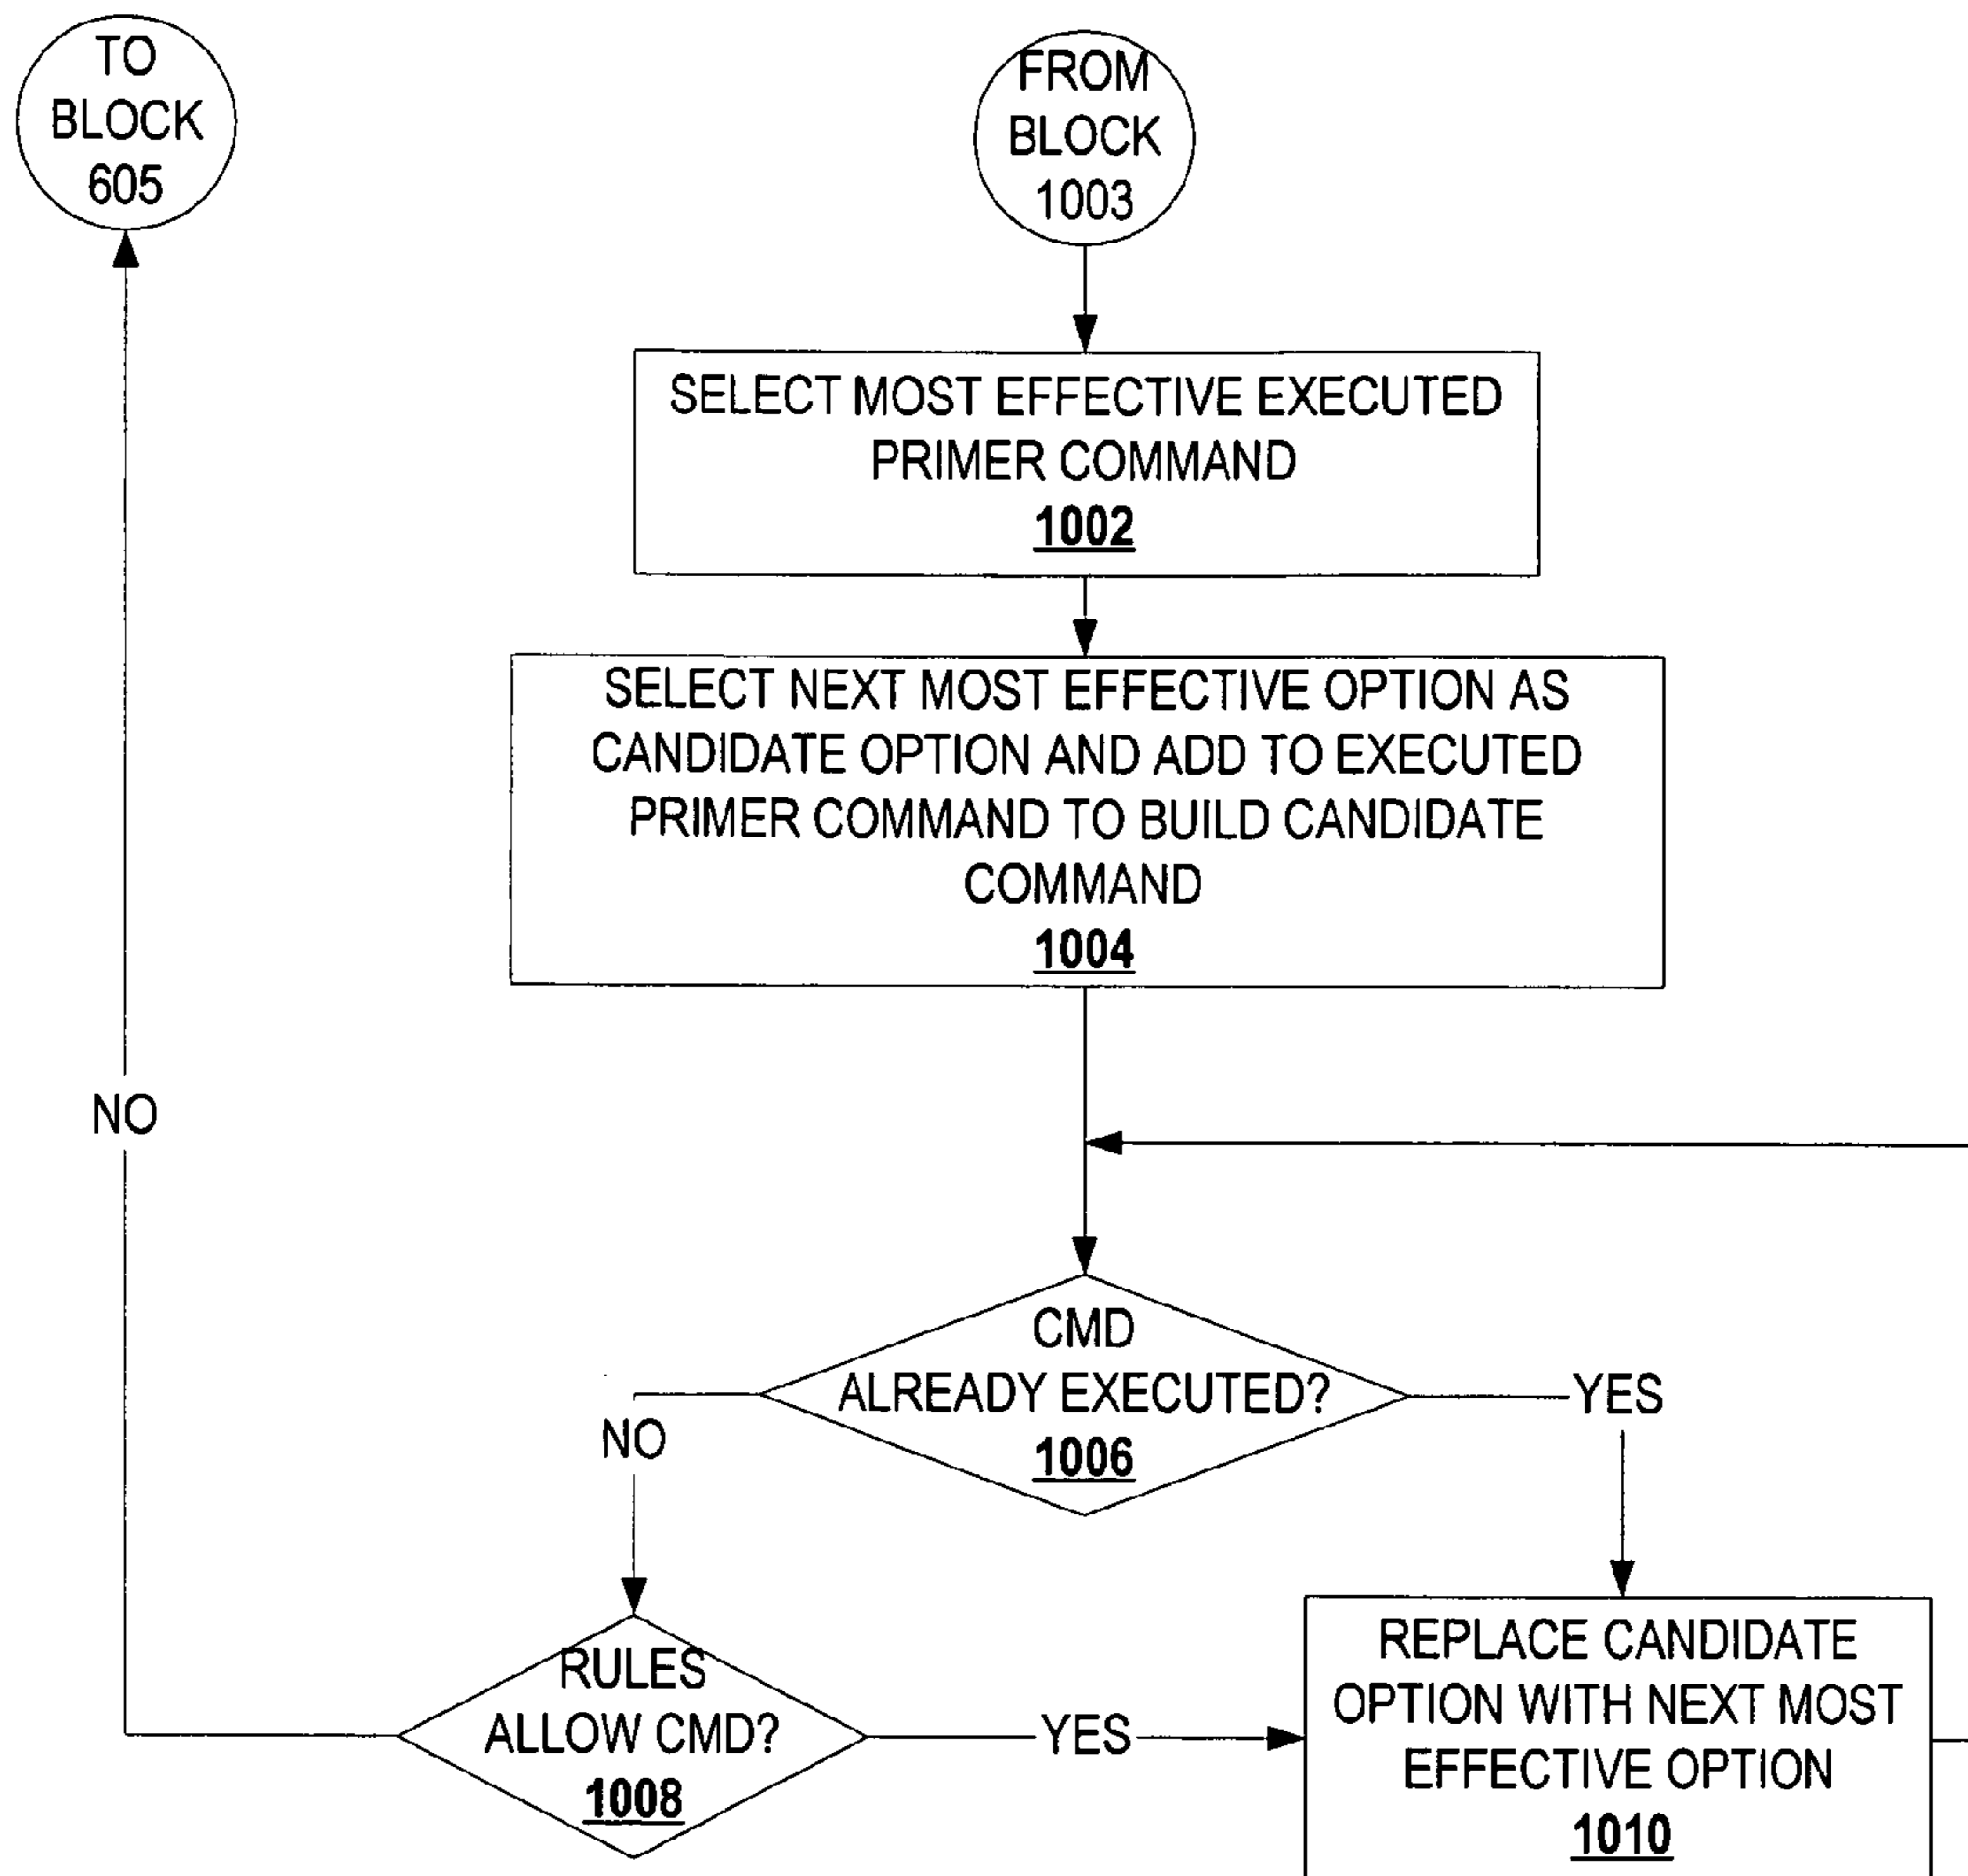 TO
BLOCK
605
FROM
BLOCK
1003
SELECT MOST EFFECTIVE EXECUTED
PRIMER COMMAND
1002
SELECT NEXT MOST EFFECTIVE OPTION AS
CANDIDATE OPTION AND ADD TO EXECUTED
PRIMER COMMAND TO BUILD CANDIDATE
COMMAND
1004
NO
CMD
ALREADY EXECUTED?
1006
YES
NO
RULES
ALLOW CMD?
1008
YES
REPLACE CANDIDATE
OPTION WITH NEXT MOST
EFFECTIVE OPTION
1010